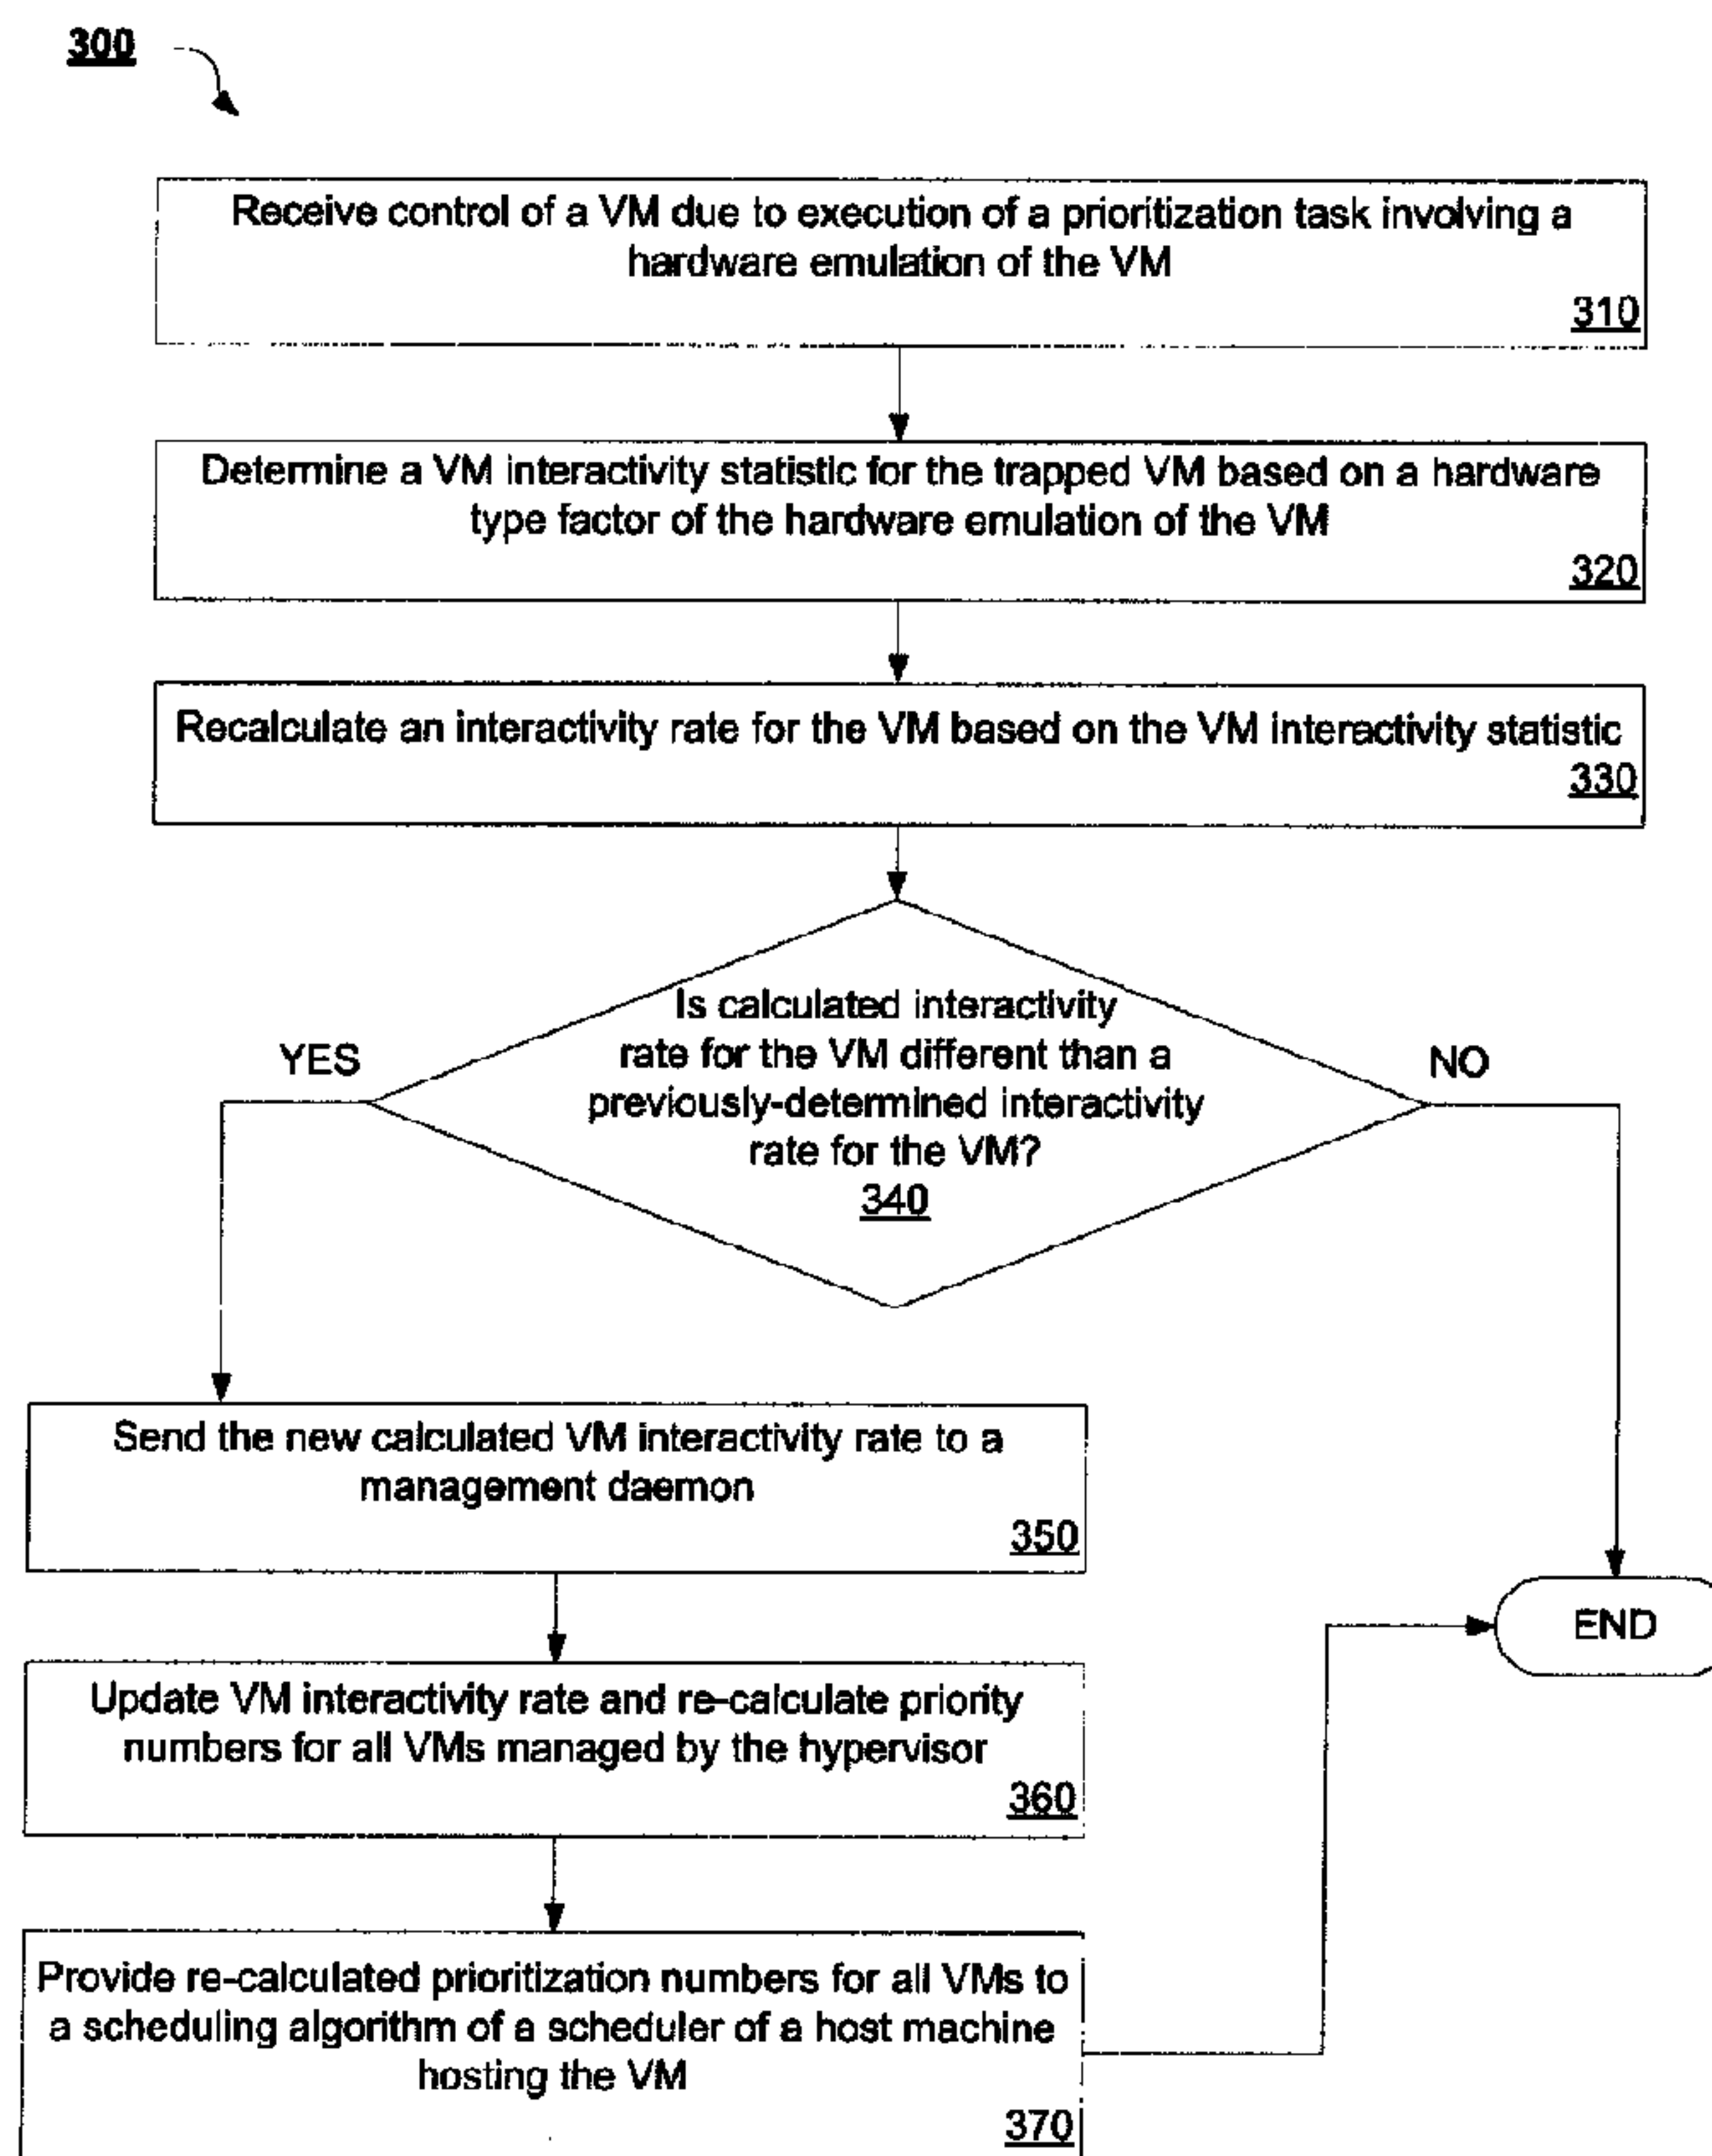 300
Receive control of a VM due to execution of a prioritization task involving a
hardware emulation of the VM
310
Determine a VM interactivity statistic for the trapped VM based on a hardware
type factor of the hardware emulation of the VM
320
Recalculate an interactivity rate for the VM based on the VM interactivity statistic
330
Is calculated interactivity
rate for the VM different than a
previously-determined interactivity
rate for the VM?
340
YES
NO
Send the new calculated VM interactivity rate to a
management daemon
350
Update VM interactivity rate and re-calculate priority
numbers for all VMs managed by the hypervisor
360
END
Provide re-calculated prioritization numbers for all VMs to
a scheduling algorithm of a scheduler of a host machine
hosting the VM
370